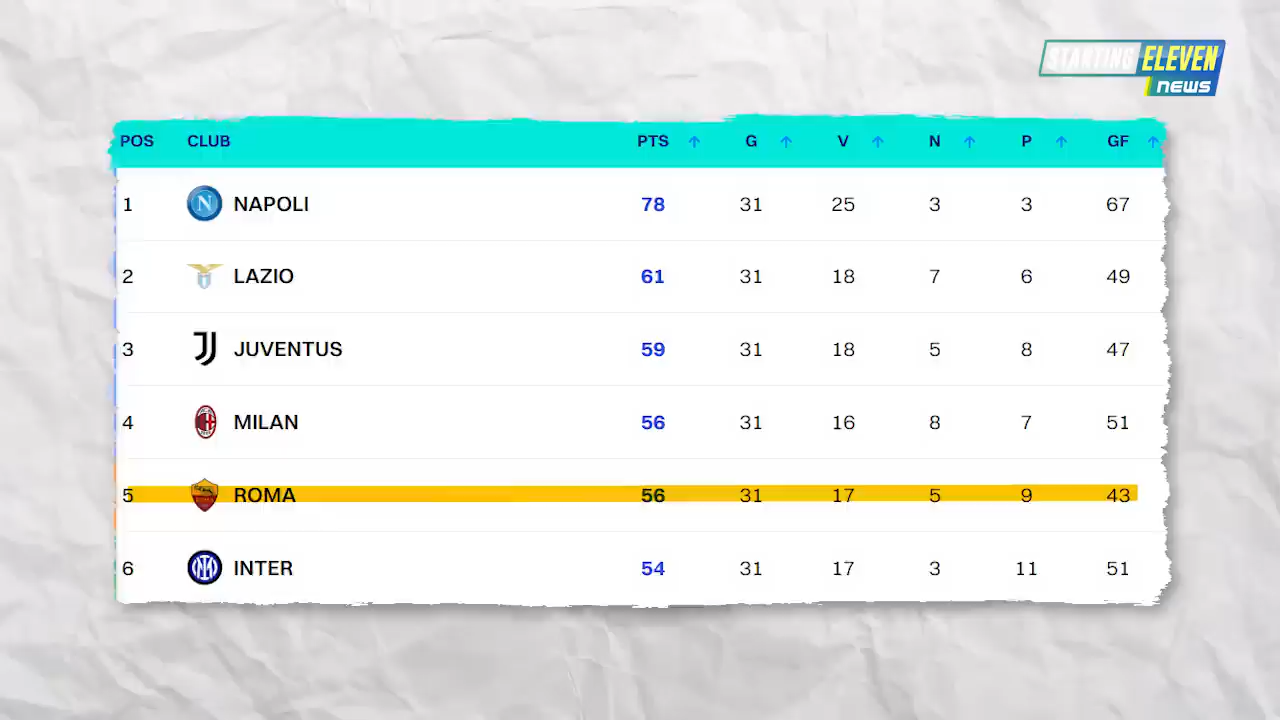 STARTING ELEVEN
news
POS CLUB PTS G V N P GF
1 NAPOLI 78 31 25 3 3 67
2 LAZIO 61 31 18 7 6 49
3 JUVENTUS 59 31 18 5 8 47
4 MILAN 56 31 16 8 7 51
5 ROMA 56 31 17 5 9 43
6 INTER 54 31 17 3 11 51